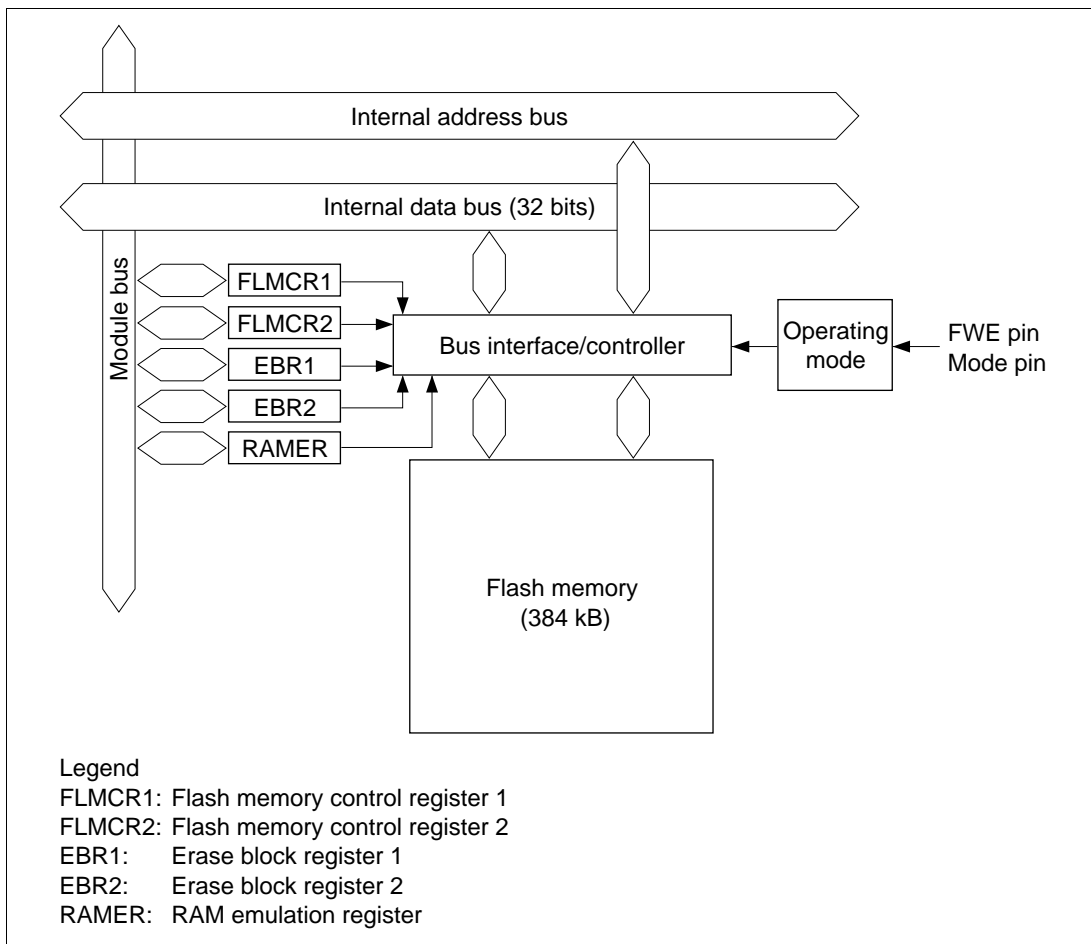 Internal address bus
Internal data bus (32 bits)
Module bus
FLMCR1
FLMCR2
EBR1
EBR2
RAMER
Bus interface/controller
Operating
mode
FWE pin
Mode pin
Flash memory
(384 kB)
Legend
FLMCR1: Flash memory control register 1
FLMCR2: Flash memory control register 2
EBR1: Erase block register 1
EBR2: Erase block register 2
RAMER: RAM emulation register